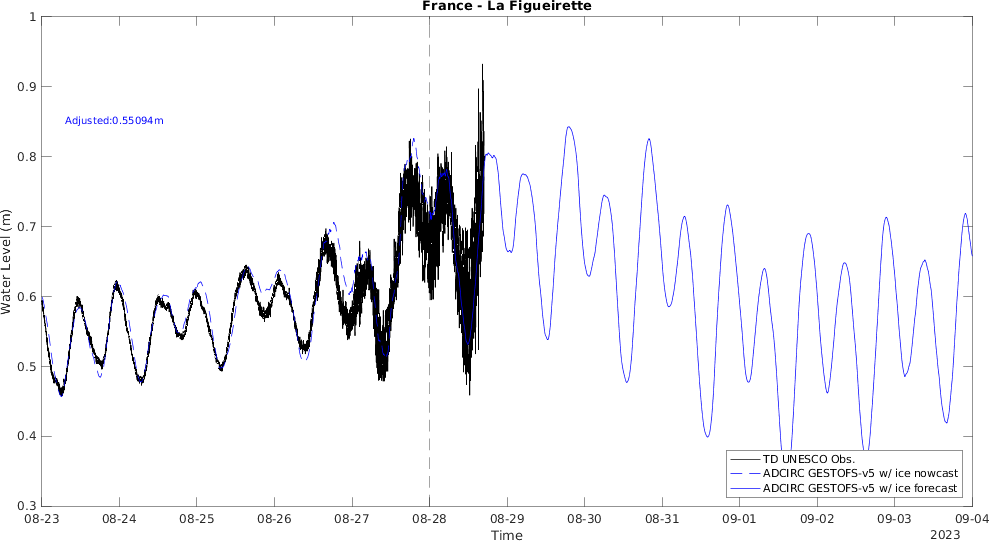 France - La Figueirette
Water Level (m)
1
0.9
0.8
0.7
0.6
0.5
0.4
0.3
Adjusted:0.55094m
TD UNESCO Obs.
ADCIRC GESTOFS-v5 w/ ice nowcast
ADCIRC GESTOFS-v5 w/ ice forecast
08-23 08-24 08-25 08-26 08-27 08-28 08-29 08-30 08-31 09-01 09-02 09-03 09-04
Time
2023